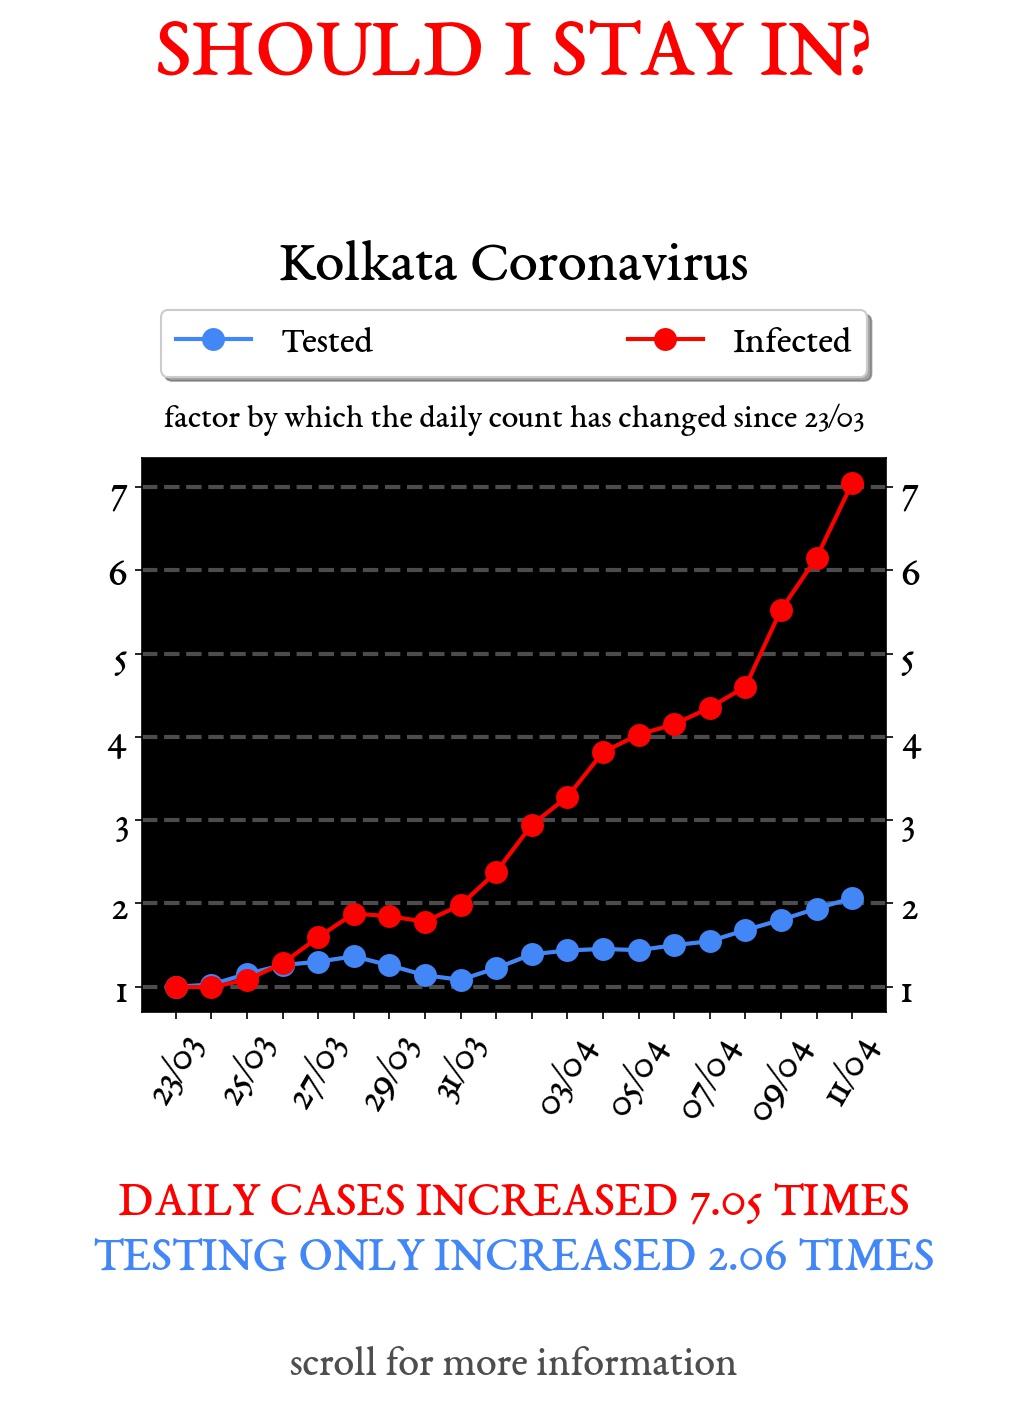 SHOULD I STAY IN?
Kolkata Coronavirus
Tested Infected
factor by which the daily count has changed since 23/03
7 7
6 6
5 5
4 4
3 3
2 2
1 1
23/03 25/03 27/03 29/03 31/03 03/04 05/04 07/04 09/04 11/04
DAILY CASES INCREASED 7.05 TIMES
TESTING ONLY INCREASED 2.06 TIMES
scroll for more information